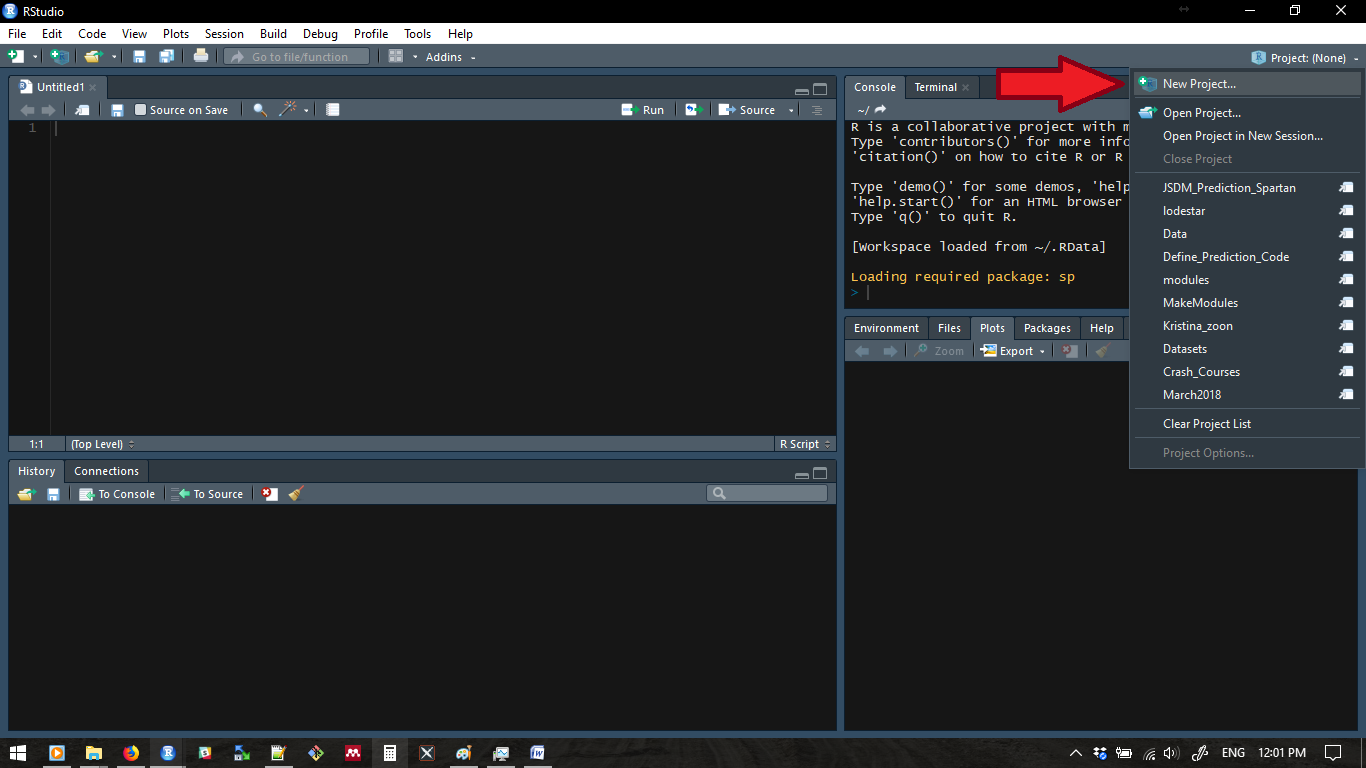 RStudio
File Edit Code View Plots Session Build Debug Profile Tools Help
Go to file/function Addins Project: (None)
Untitled1
Source on Save Run Source
1
1:1 (Top Level) R Script
History Connections
To Console To Source
Console Terminal
~/
R is a collaborative project with m
Type 'contributors()' for more info
'citation()' on how to cite R or R
Type 'demo()' for some demos, 'help
'help.start()' for an HTML browser
Type 'q()' to quit R.
[Workspace loaded from ~/.RData]
Loading required package: sp
>
Environment Files Plots Packages Help
Zoom Export
New Project...
Open Project...
Open Project in New Session...
Close Project
JSDM_Prediction_Spartan
lodestar
Data
Define_Prediction_Code
modules
MakeModules
Kristina_zoon
Datasets
Crash_Courses
March2018
Clear Project List
Project Options...
ENG 12:01 PM